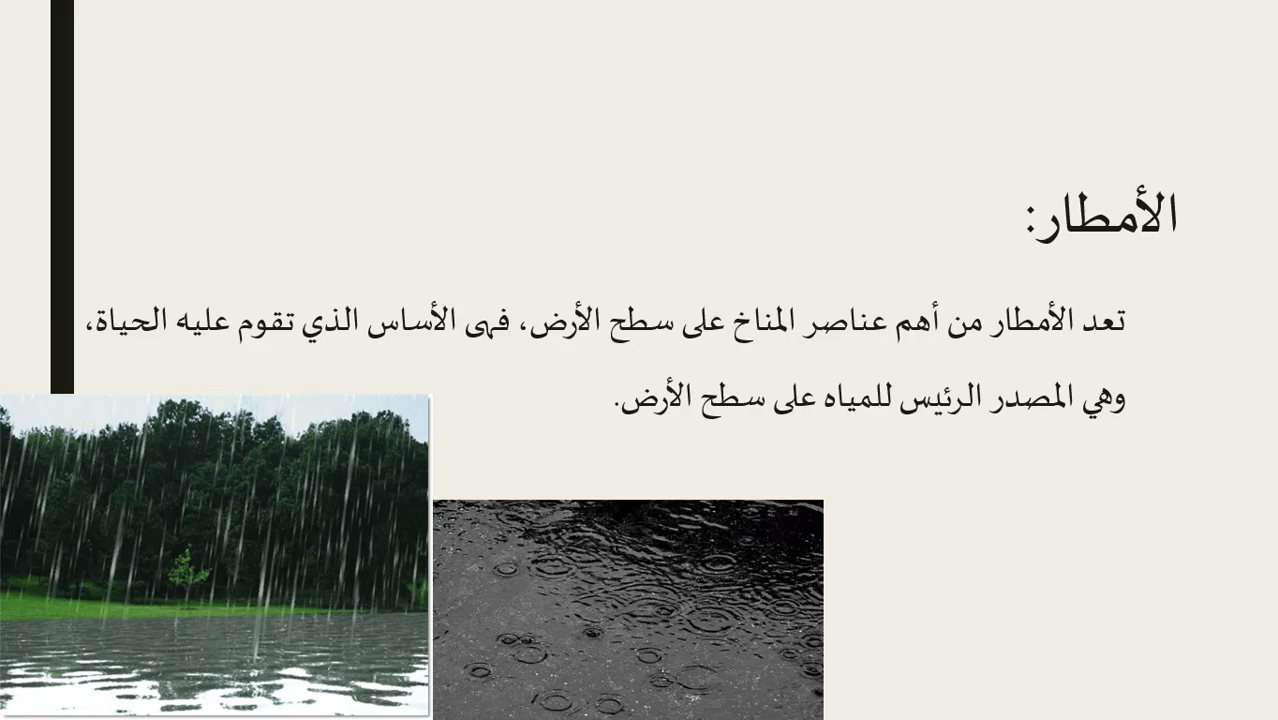 الأمطار:
تعد الأمطار من أهم عناصر المناخ على سطح الأرض، فهى الأساس الذي تقوم عليه الحياة،
وهي المصدر الرئيس للمياه على سطح الأرض.